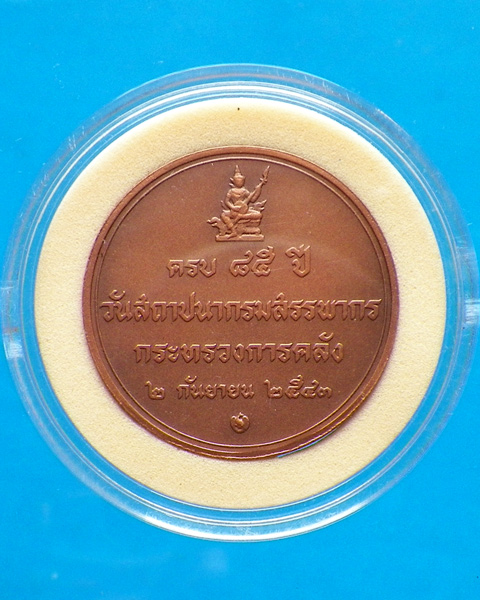 ครบ ๘๕ ปี
วันสถาปนากรมสรรพากร
กระทรวงการคลัง
๒ กันยายน ๒๕๔๓